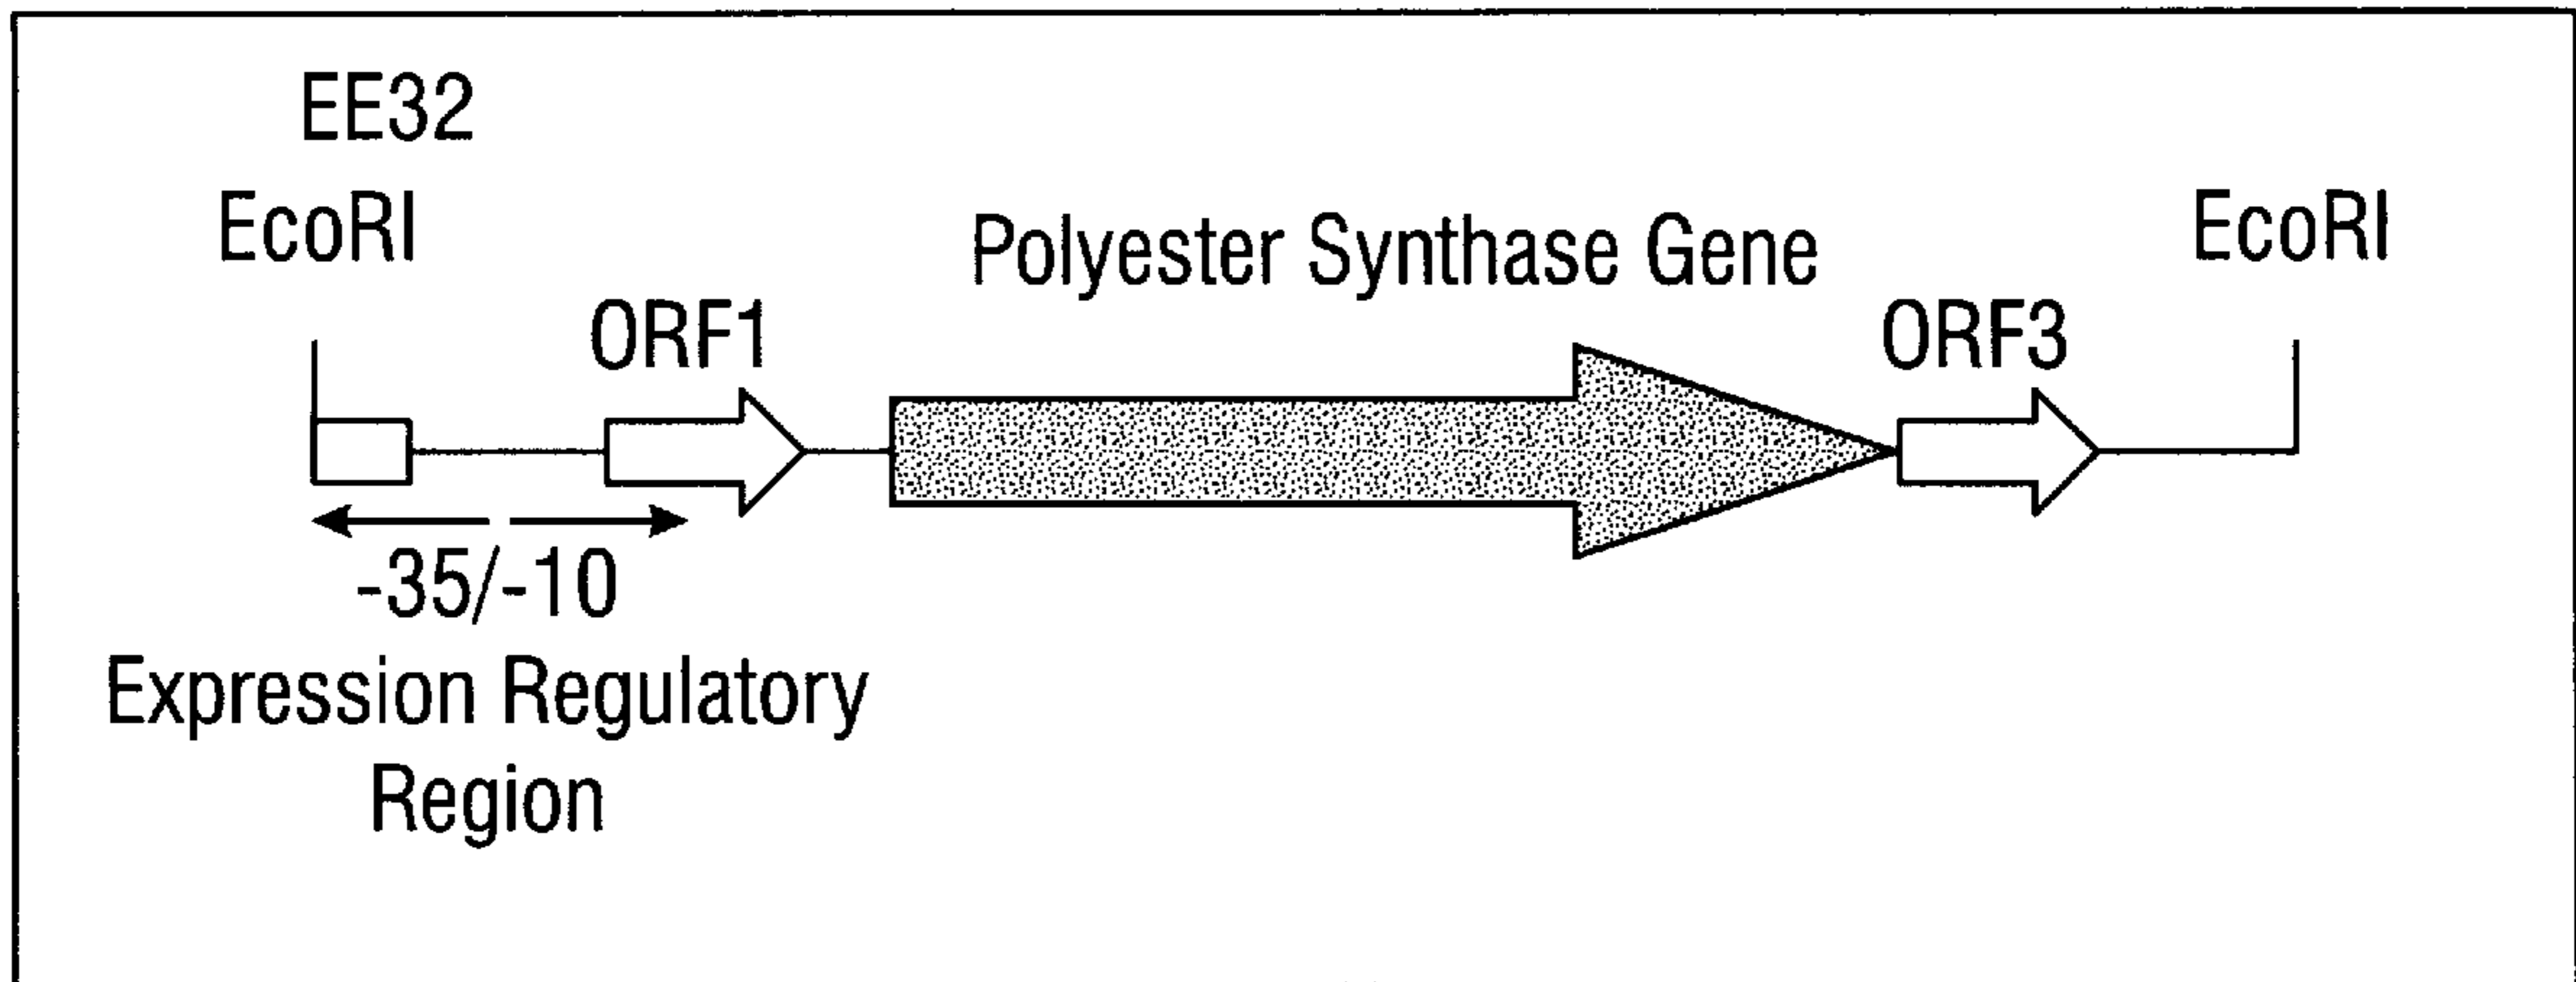 EE32
EcoRI
Polyester Synthase Gene
EcoRI
ORF1
ORF3
-35/-10
Expression Regulatory
Region